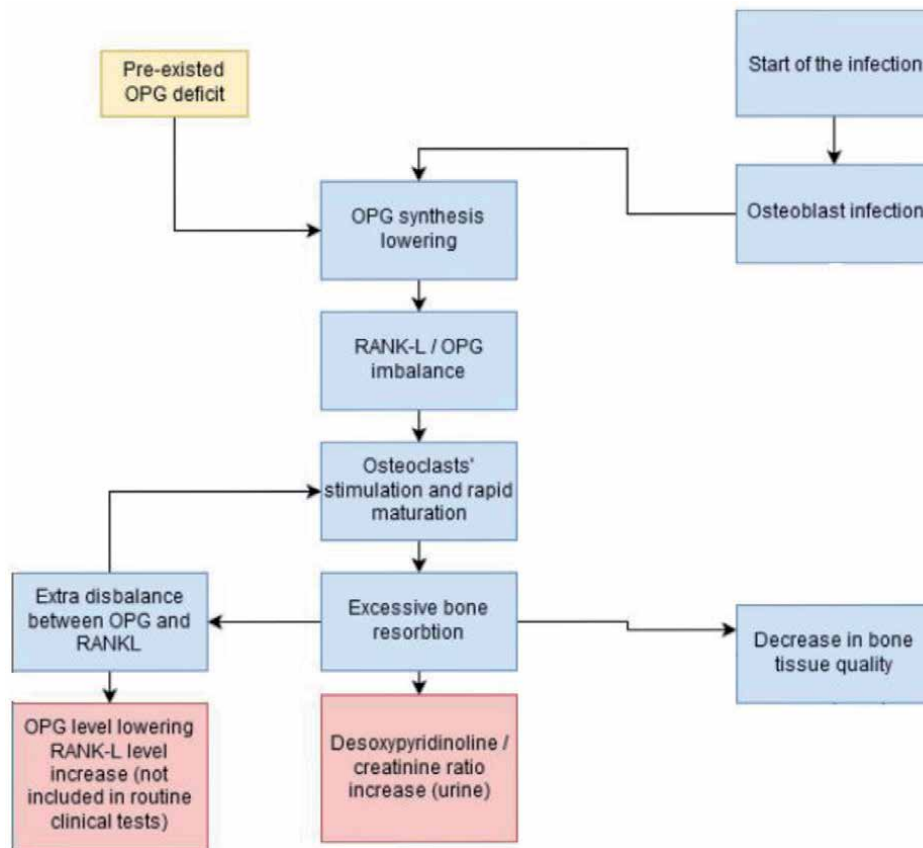 Pre-existed
OPG deficit
Start of the infection
OPG synthesis
lowering
Osteoblast infection
RANK-L / OPG
imbalance
Osteoclasts'
stimulation and rapid
maturation
Extra disbalance
between OPG and
RANKL
Excessive bone
resorbtion
Decrease in bone
tissue quality
OPG level lowering
RANK-L level
increase (not
included in routine
clinical tests)
Desoxypyridinoline /
creatinine ratio
increase (urine)